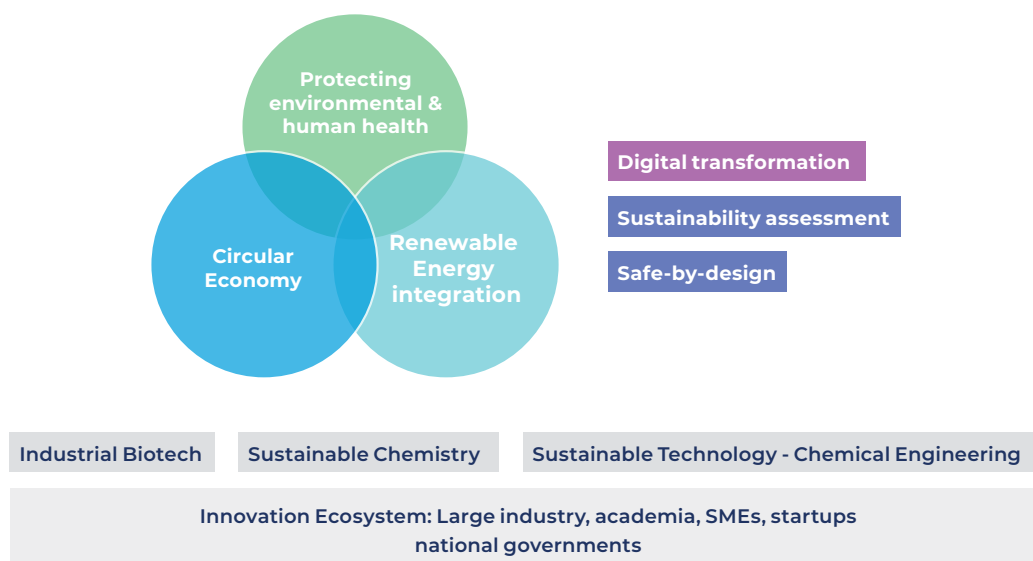 Protecting
environmental &
human health
Circular
Economy
Renewable
Energy
integration
Digital transformation
Sustainability assessment
Safe-by-design
Industrial Biotech
Sustainable Chemistry
Sustainable Technology - Chemical Engineering
Innovation Ecosystem: Large industry, academia, SMEs, startups
national governments